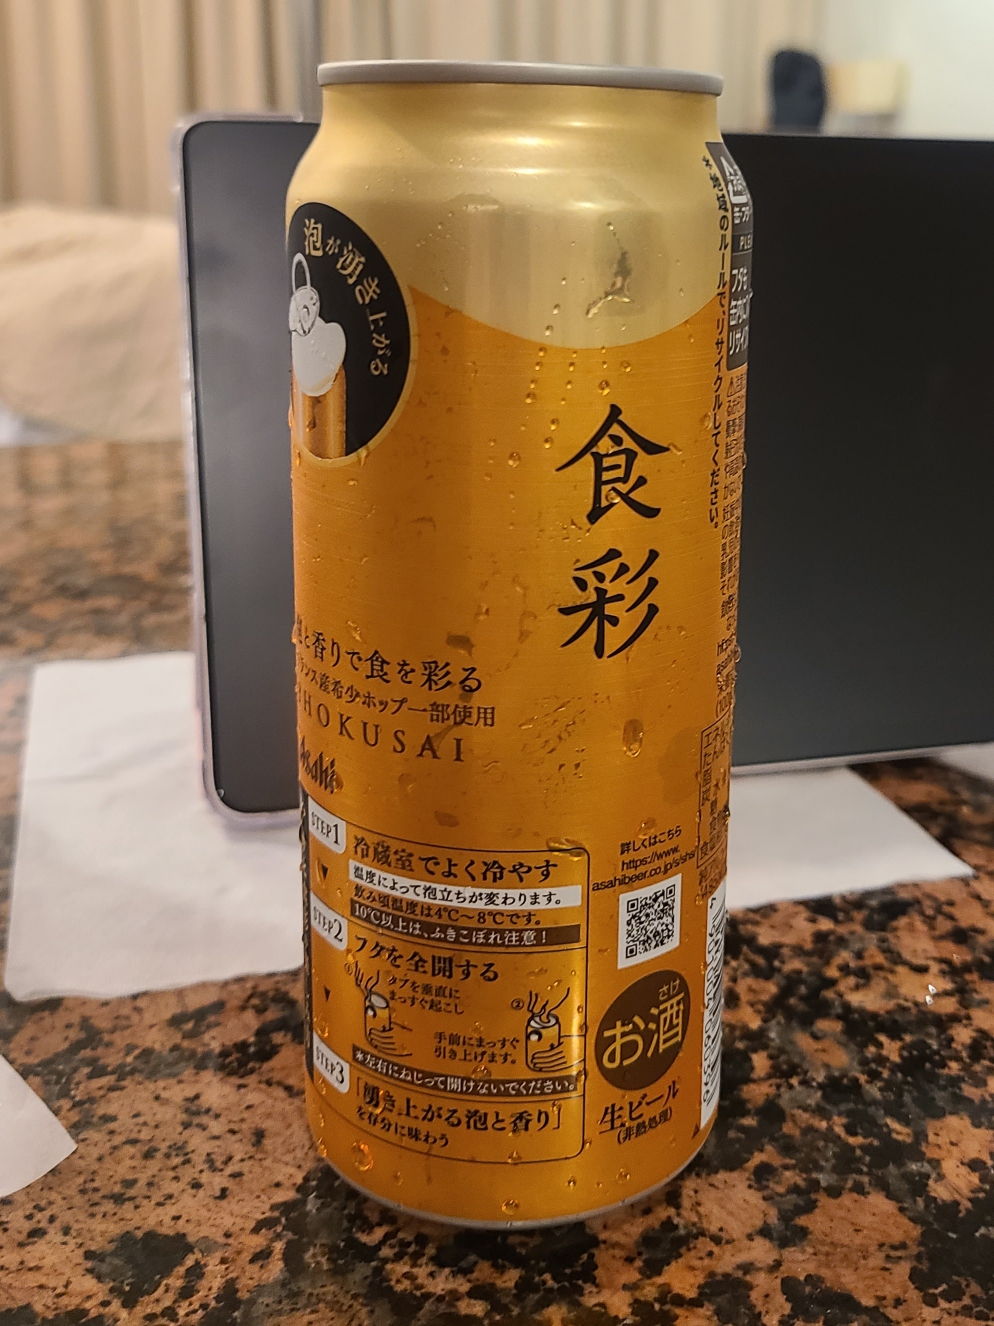 泡が湧き上がる
食彩
と香りで食を彩る
ンス産希少ホップ一部使用
HOKUSAI
Asahi
STEP1
冷蔵室でよく冷やす
温度によって泡立ちが変わります。
飲み頃温度は4℃〜8℃です。
10℃以上は、ふきこぼれ注意！
STEP2
フタを全開する
①
タブを垂直に
まっすぐ起こし
②
手前にまっすぐ
引き上げます。
※左右にねじって開けないでください。
STEP3
「湧き上がる泡と香り」
を存分に味わう
詳しくはこちら
https://www.
asahibeer.co.jp/s/sha/
さけ
お酒
生ビール
(非熱処理)
地域のルールで、リサイクルしてください。